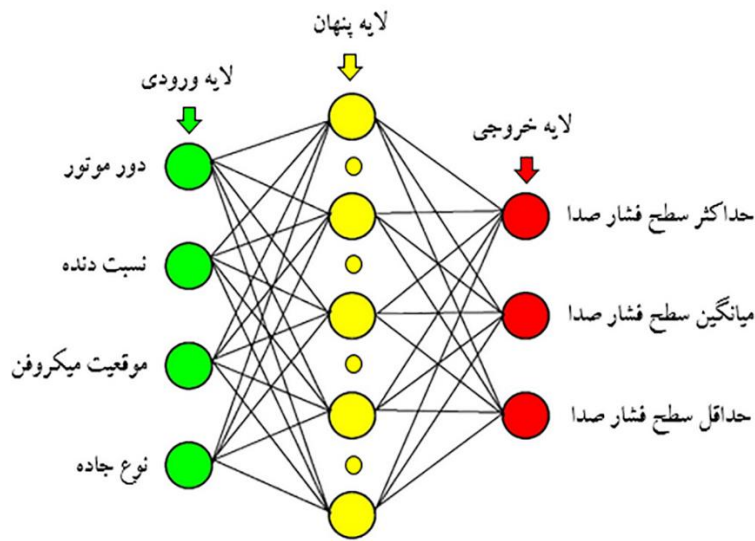 لایه پنهان
لایه ورودی
لایه خروجی
دور موتور
نسبت دنده
موقعیت میکروفن
نوع جاده
حداکثر سطح فشار صدا
میانگین سطح فشار صدا
حداقل سطح فشار صدا